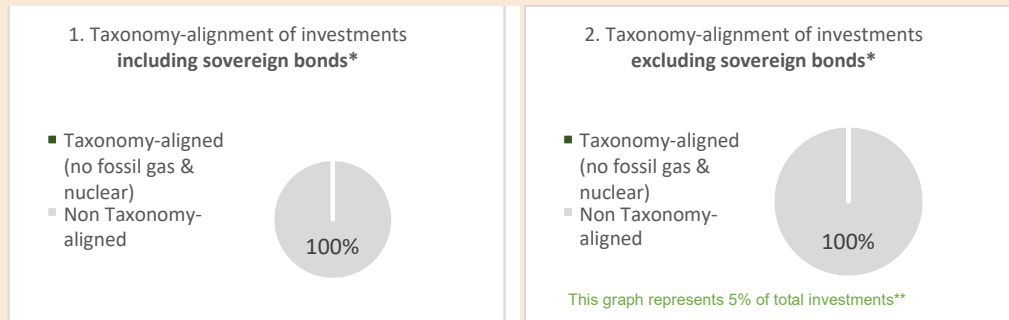 1. Taxonomy-alignment of investments
including sovereign bonds*
Taxonomy-aligned
(no fossil gas &
nuclear)
Non Taxonomy-
aligned
100%
2. Taxonomy-alignment of investments
excluding sovereign bonds*
Taxonomy-aligned
(no fossil gas &
nuclear)
Non Taxonomy-
aligned
100%
This graph represents 5% of total investments**